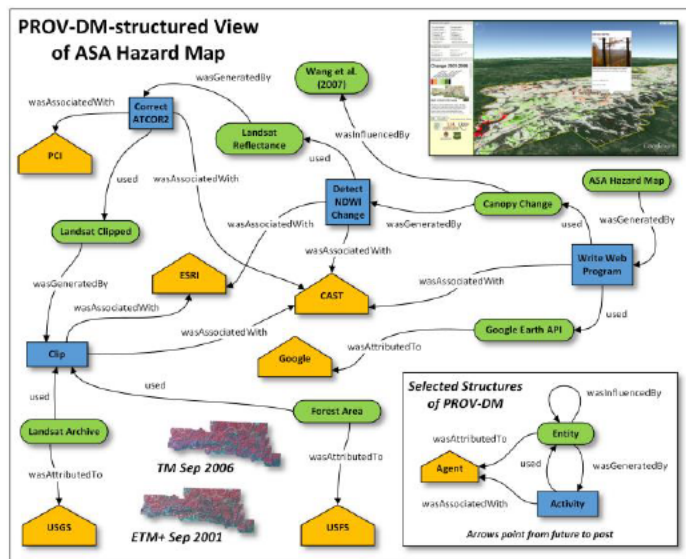 PROV-DM-structured View
of ASA Hazard Map
wasGeneratedBy
Wang et al.
(2007)
wasAssociatedWith
Correct
ATCOR2
wasInfluencedBy
Landsat
Reflectance
used
PCI
used
wasAssociatedWith
Detect
NDWI
Change
ASA Hazard Map
Canopy Change
wasGeneratedBy
used
wasGeneratedBy
Landsat Clipped
wasAssociatedWith
wasAssociatedWith
Write Web
Program
wasGeneratedBy
ESRI
CAST
wasAssociatedWith
wasAssociatedWith
used
wasAssociatedWith
Google Earth API
Clip
Google
wasAttributedTo
used
used
Landsat Archive
Forest Area
wasAttributedTo
wasAttributedTo
TM Sep 2006
ETM+ Sep 2001
USGS
USFS
Selected Structures
of PROV-DM
wasInfluencedBy
wasAttributedTo
Entity
Agent
used
wasGeneratedBy
wasAssociatedWith
Activity
Arrows point from future to past